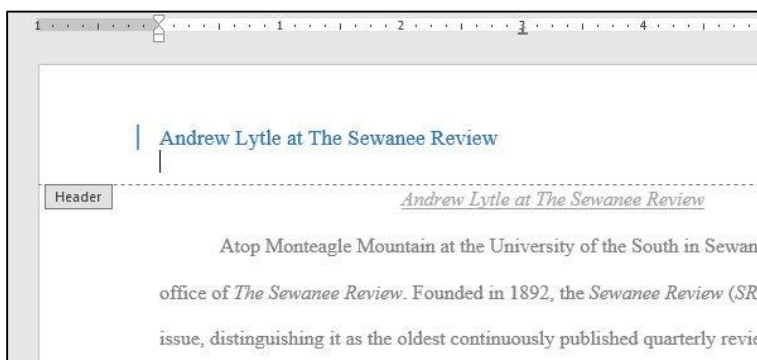 1 1 2 3 4
Andrew Lytle at The Sewanee Review
Header
Andrew Lytle at The Sewanee Review
Atop Monteagle Mountain at the University of the South in Sewan
office of The Sewanee Review. Founded in 1892, the Sewanee Review (SR
issue, distinguishing it as the oldest continuously published quarterly revie